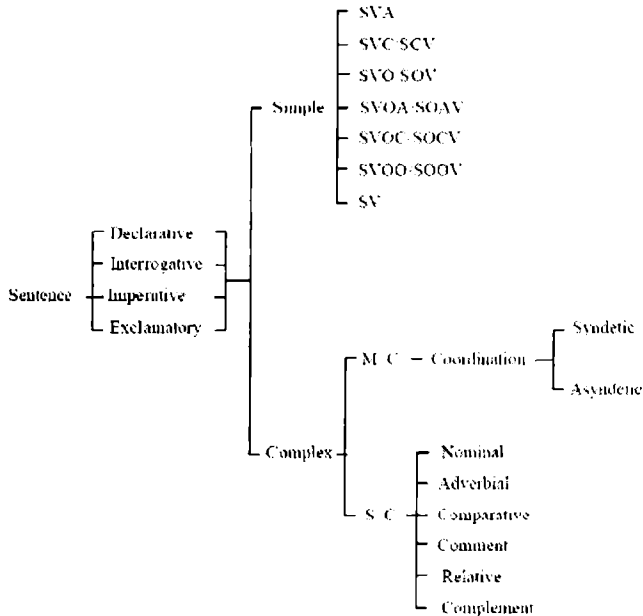 SVA
SVC-SCV
SVO-SOV
Simple
SVOA-SOAV
SVOC-SOCV
SVOO-SOOV
SV
Declarative
Interrogative
Sentence
Imperative
Exclamatory
Syndetic
M C
Coordination
Asyndetic
Complex
Nominal
Adverbial
S C
Comparative
Comment
Relative
Complement